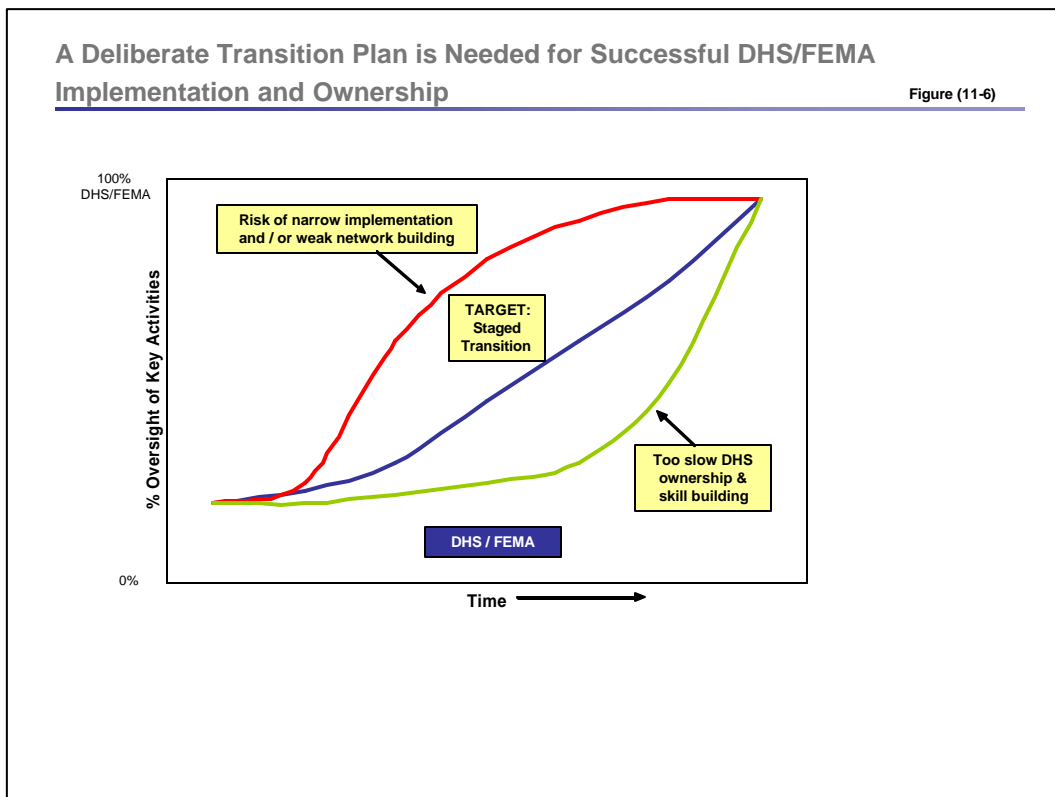 A Deliberate Transition Plan is Needed for Successful DHS/FEMA
Implementation and Ownership
Figure (11-6)
100%
DHS/FEMA
Risk of narrow implementation
and / or weak network building
TARGET:
Staged
Transition
% Oversight of Key Activities
Too slow DHS
ownership &
skill building
DHS / FEMA
0%
Time